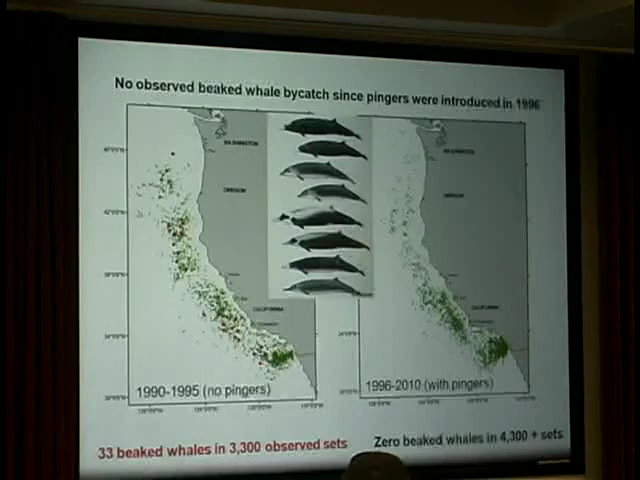 No observed beaked whale bycatch since pingers were introduced in 1996
WASHINGTON
OREGON
CALIFORNIA
1990-1995 (no pingers)
WASHINGTON
OREGON
CALIFORNIA
1996-2010 (with pingers)
33 beaked whales in 3,300 observed sets
Zero beaked whales in 4,300 + sets